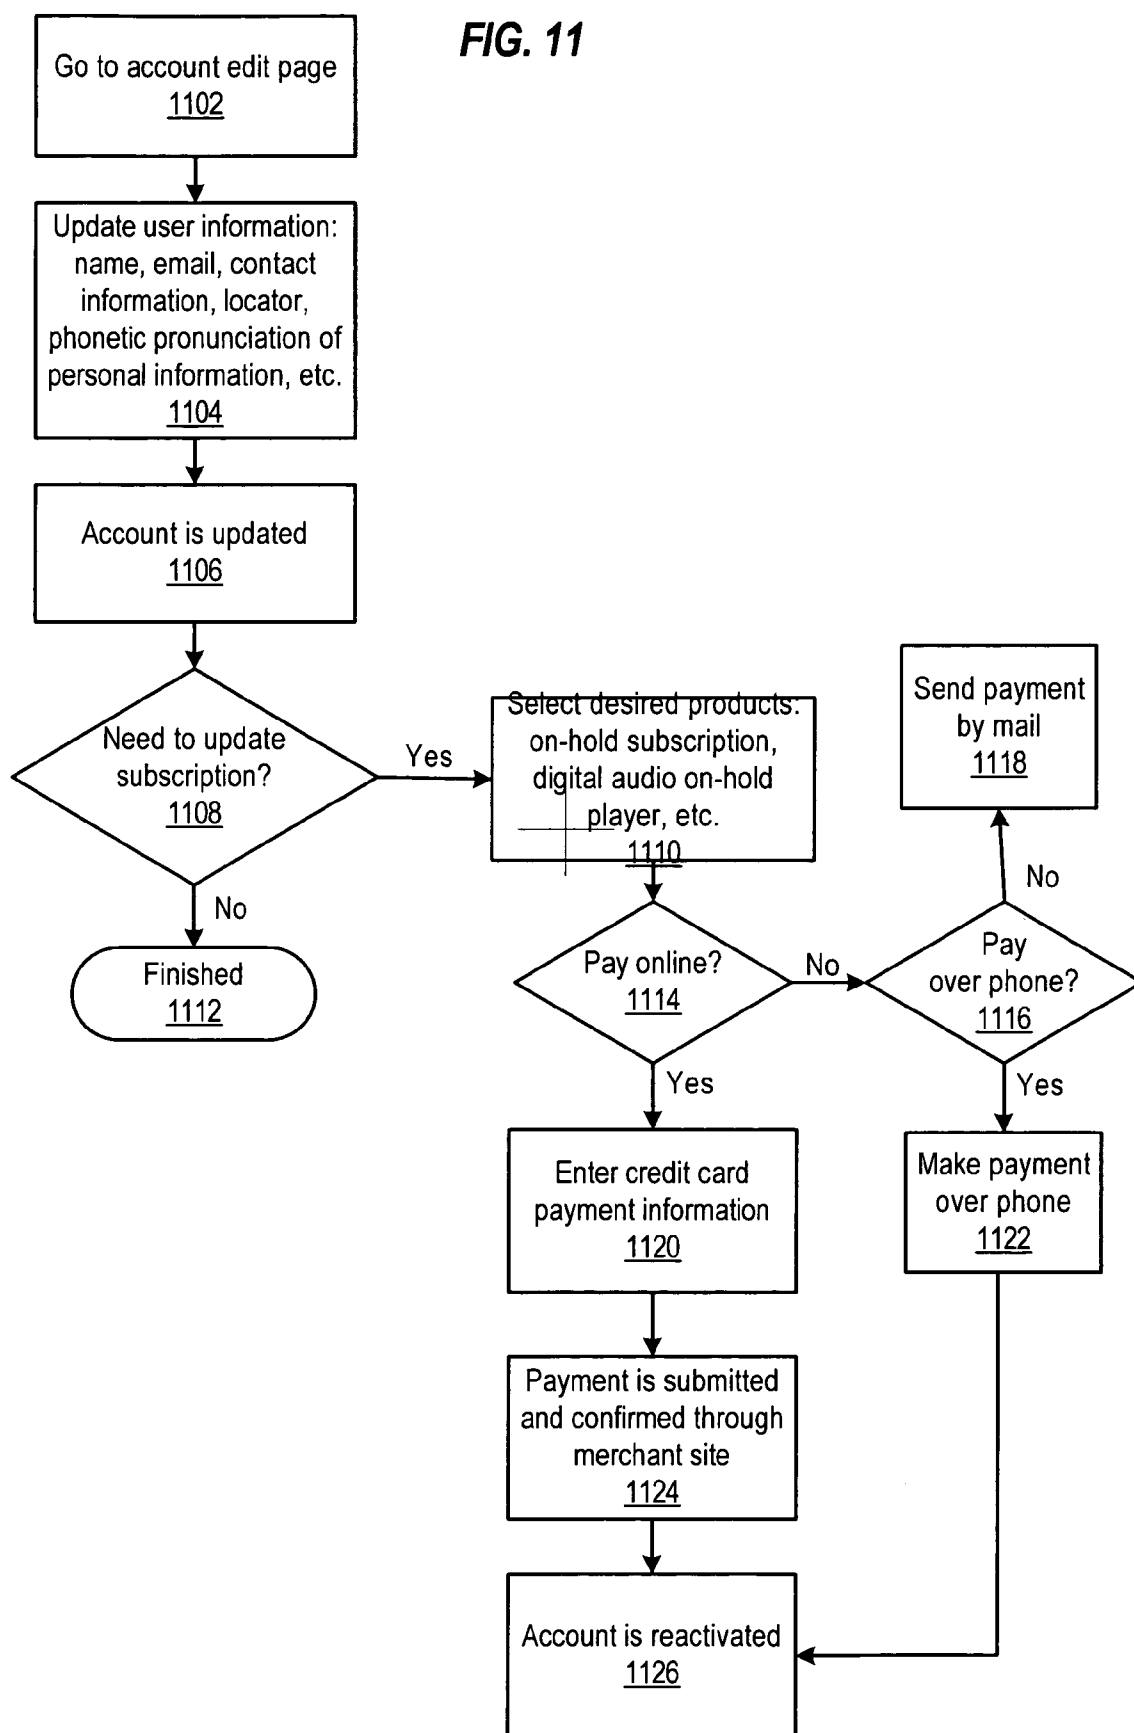 FIG. 11
Go to account edit page
1102
Update user information:
name, email, contact
information, locator,
phonetic pronunciation of
personal information, etc.
1104
Account is updated
1106
Need to update
subscription?
1108
Yes
No
Finished
1112
Select desired products:
on-hold subscription,
digital audio on-hold
player, etc.
1110
Pay online?
1114
No
Pay
over phone?
1116
No
Send payment
by mail
1118
Yes
Yes
Enter credit card
payment information
1120
Make payment
over phone
1122
Payment is submitted
and confirmed through
merchant site
1124
Account is reactivated
1126